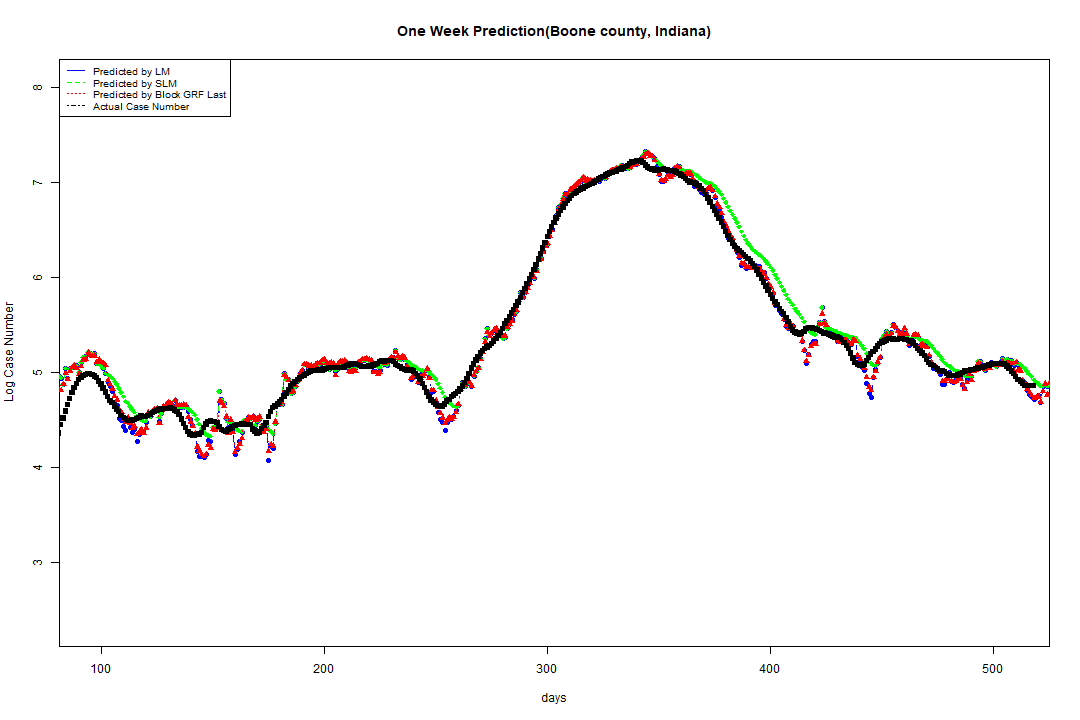 One Week Prediction(Boone county, Indiana)
Predicted by LM
Predicted by SLM
Predicted by Block GRF Last
Actual Case Number
8
7
6
5
4
3
Log Case Number
100 200 300 400 500
days